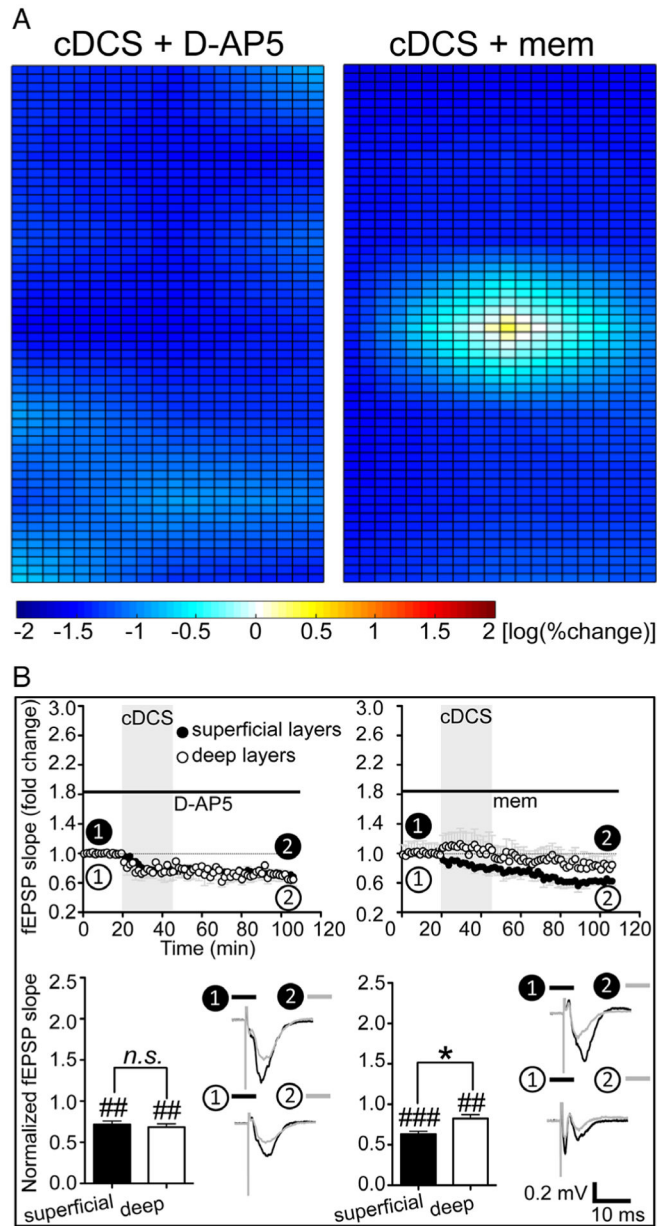 A
cDCS + D-AP5
cDCS + mem
-2 -1.5 -1 -0.5 0 0.5 1 1.5 2 [log(%change)]
B
fEPSP slope (fold change)
3.0
2.6
2.2
1.8
1.4
1.0
0.6
0.2
cDCS
superficial layers
deep layers
D-AP5
1
2
1
2
0 20 40 60 80 100 120
Time (min)
3.0
2.6
2.2
1.8
1.4
1.0
0.6
0.2
cDCS
mem
1
2
1
2
0 20 40 60 80 100 120
Normalized fEPSP slope
2.5
2.0
1.5
1.0
0.5
0.0
n.s.
## ##
superficial deep
1 2
1 2
2.5
2.0
1.5
1.0
0.5
0.0
*
### ##
superficial deep
1 2
1 2
0.2 mV
10 ms